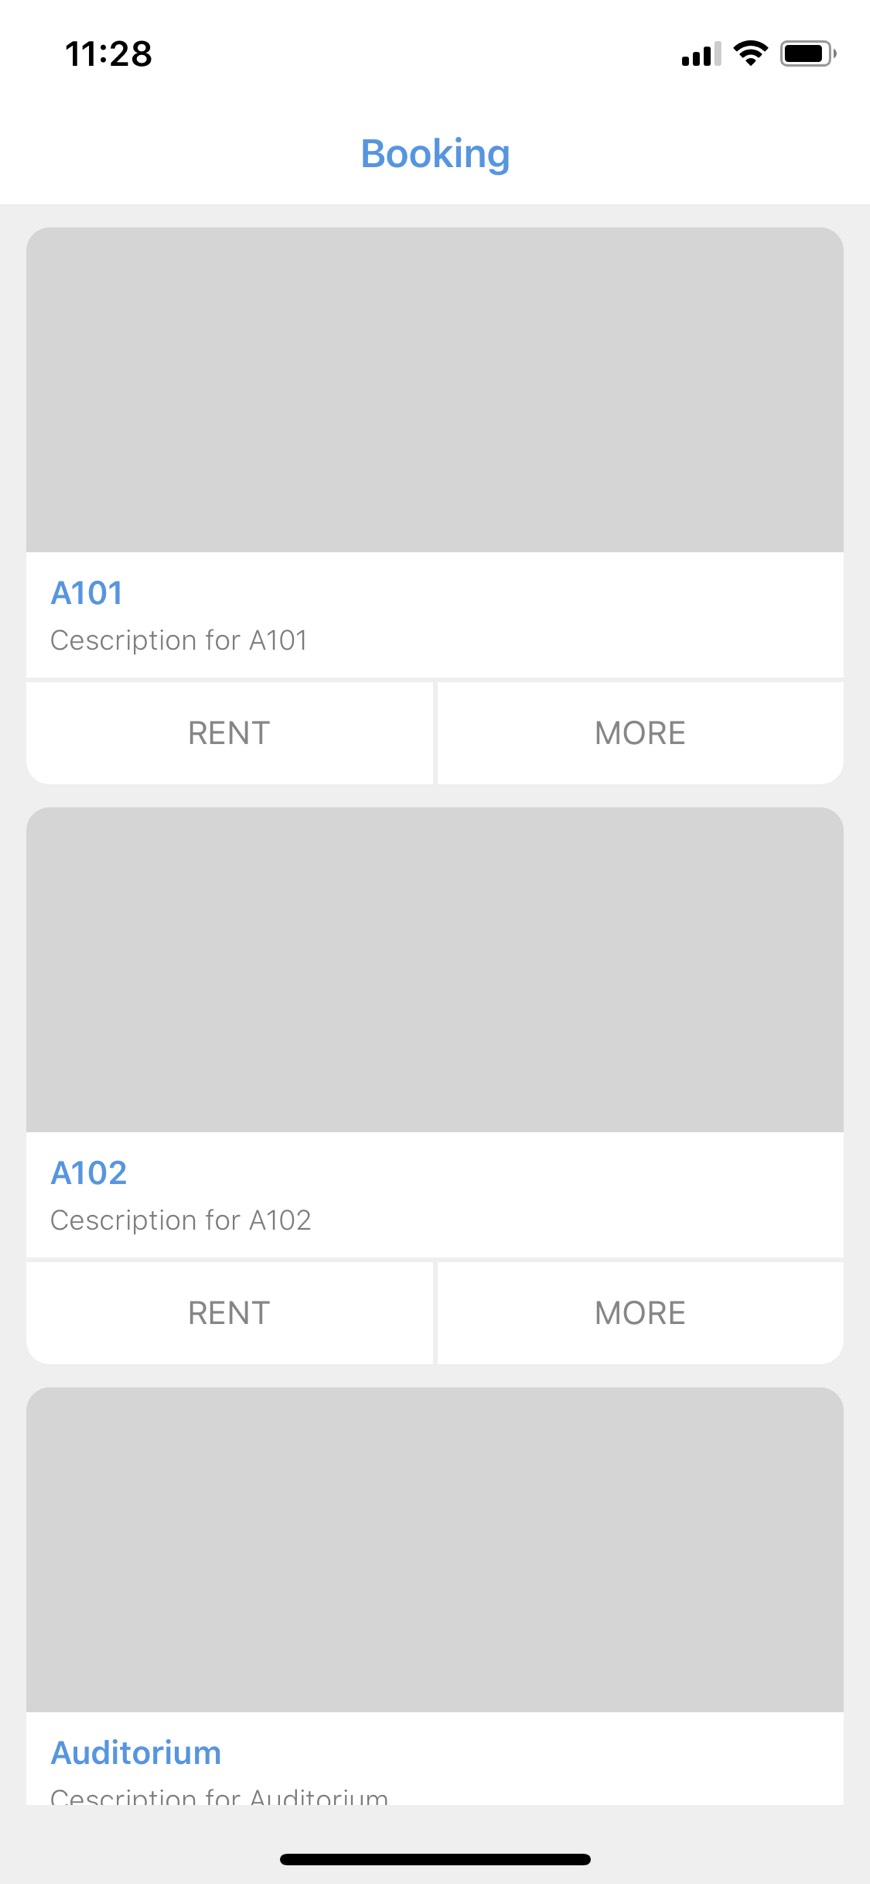 11:28
Booking
A101
Cescription for A101
RENT MORE
A102
Cescription for A102
RENT MORE
Auditorium
Cescription for Auditorium